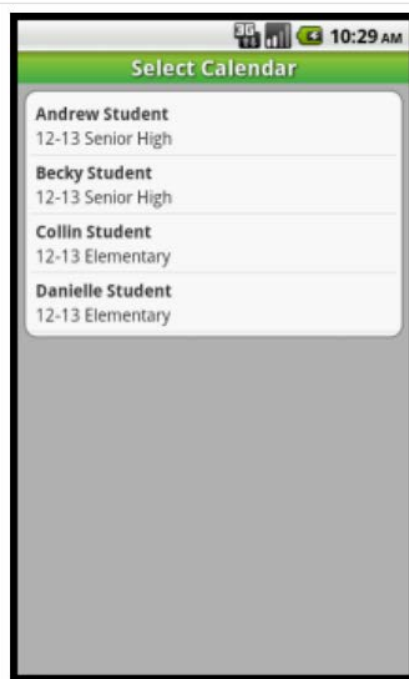 3G
10:29 AM
Select Calendar
Andrew Student
12-13 Senior High
Becky Student
12-13 Senior High
Collin Student
12-13 Elementary
Danielle Student
12-13 Elementary